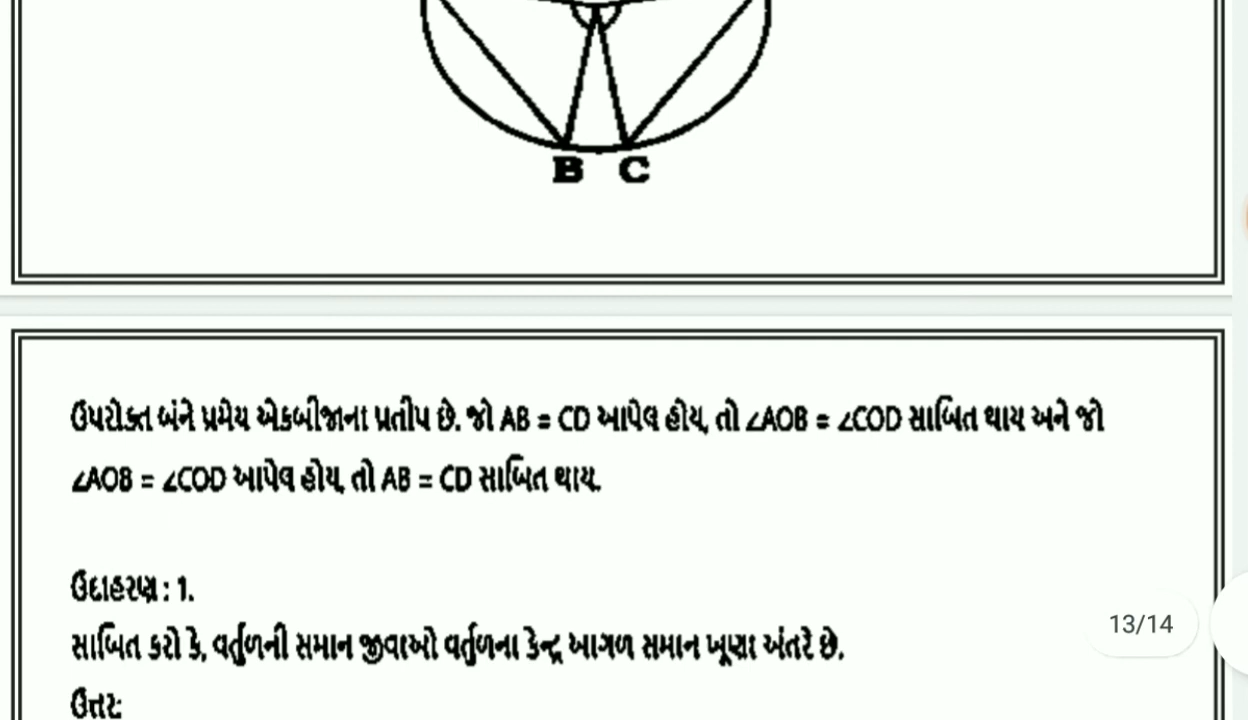 B C
ઉપરોક્ત બંને પ્રમેય એકબીજાના પ્રતીપ છે. જો AB = CD આપેલ હોય, તો ∠AOB = ∠COD સાબિત થાય અને જો
∠AOB = ∠COD આપેલ હોય, તો AB = CD સાબિત થાય.
ઉદાહરણ : 1.
સાબિત કરો કે, વર્તુળની સમાન જીવાઓ વર્તુળના કેન્દ્ર આગળ સમાન ખૂણા અંતરે છે.
13/14
ઉત્તર: